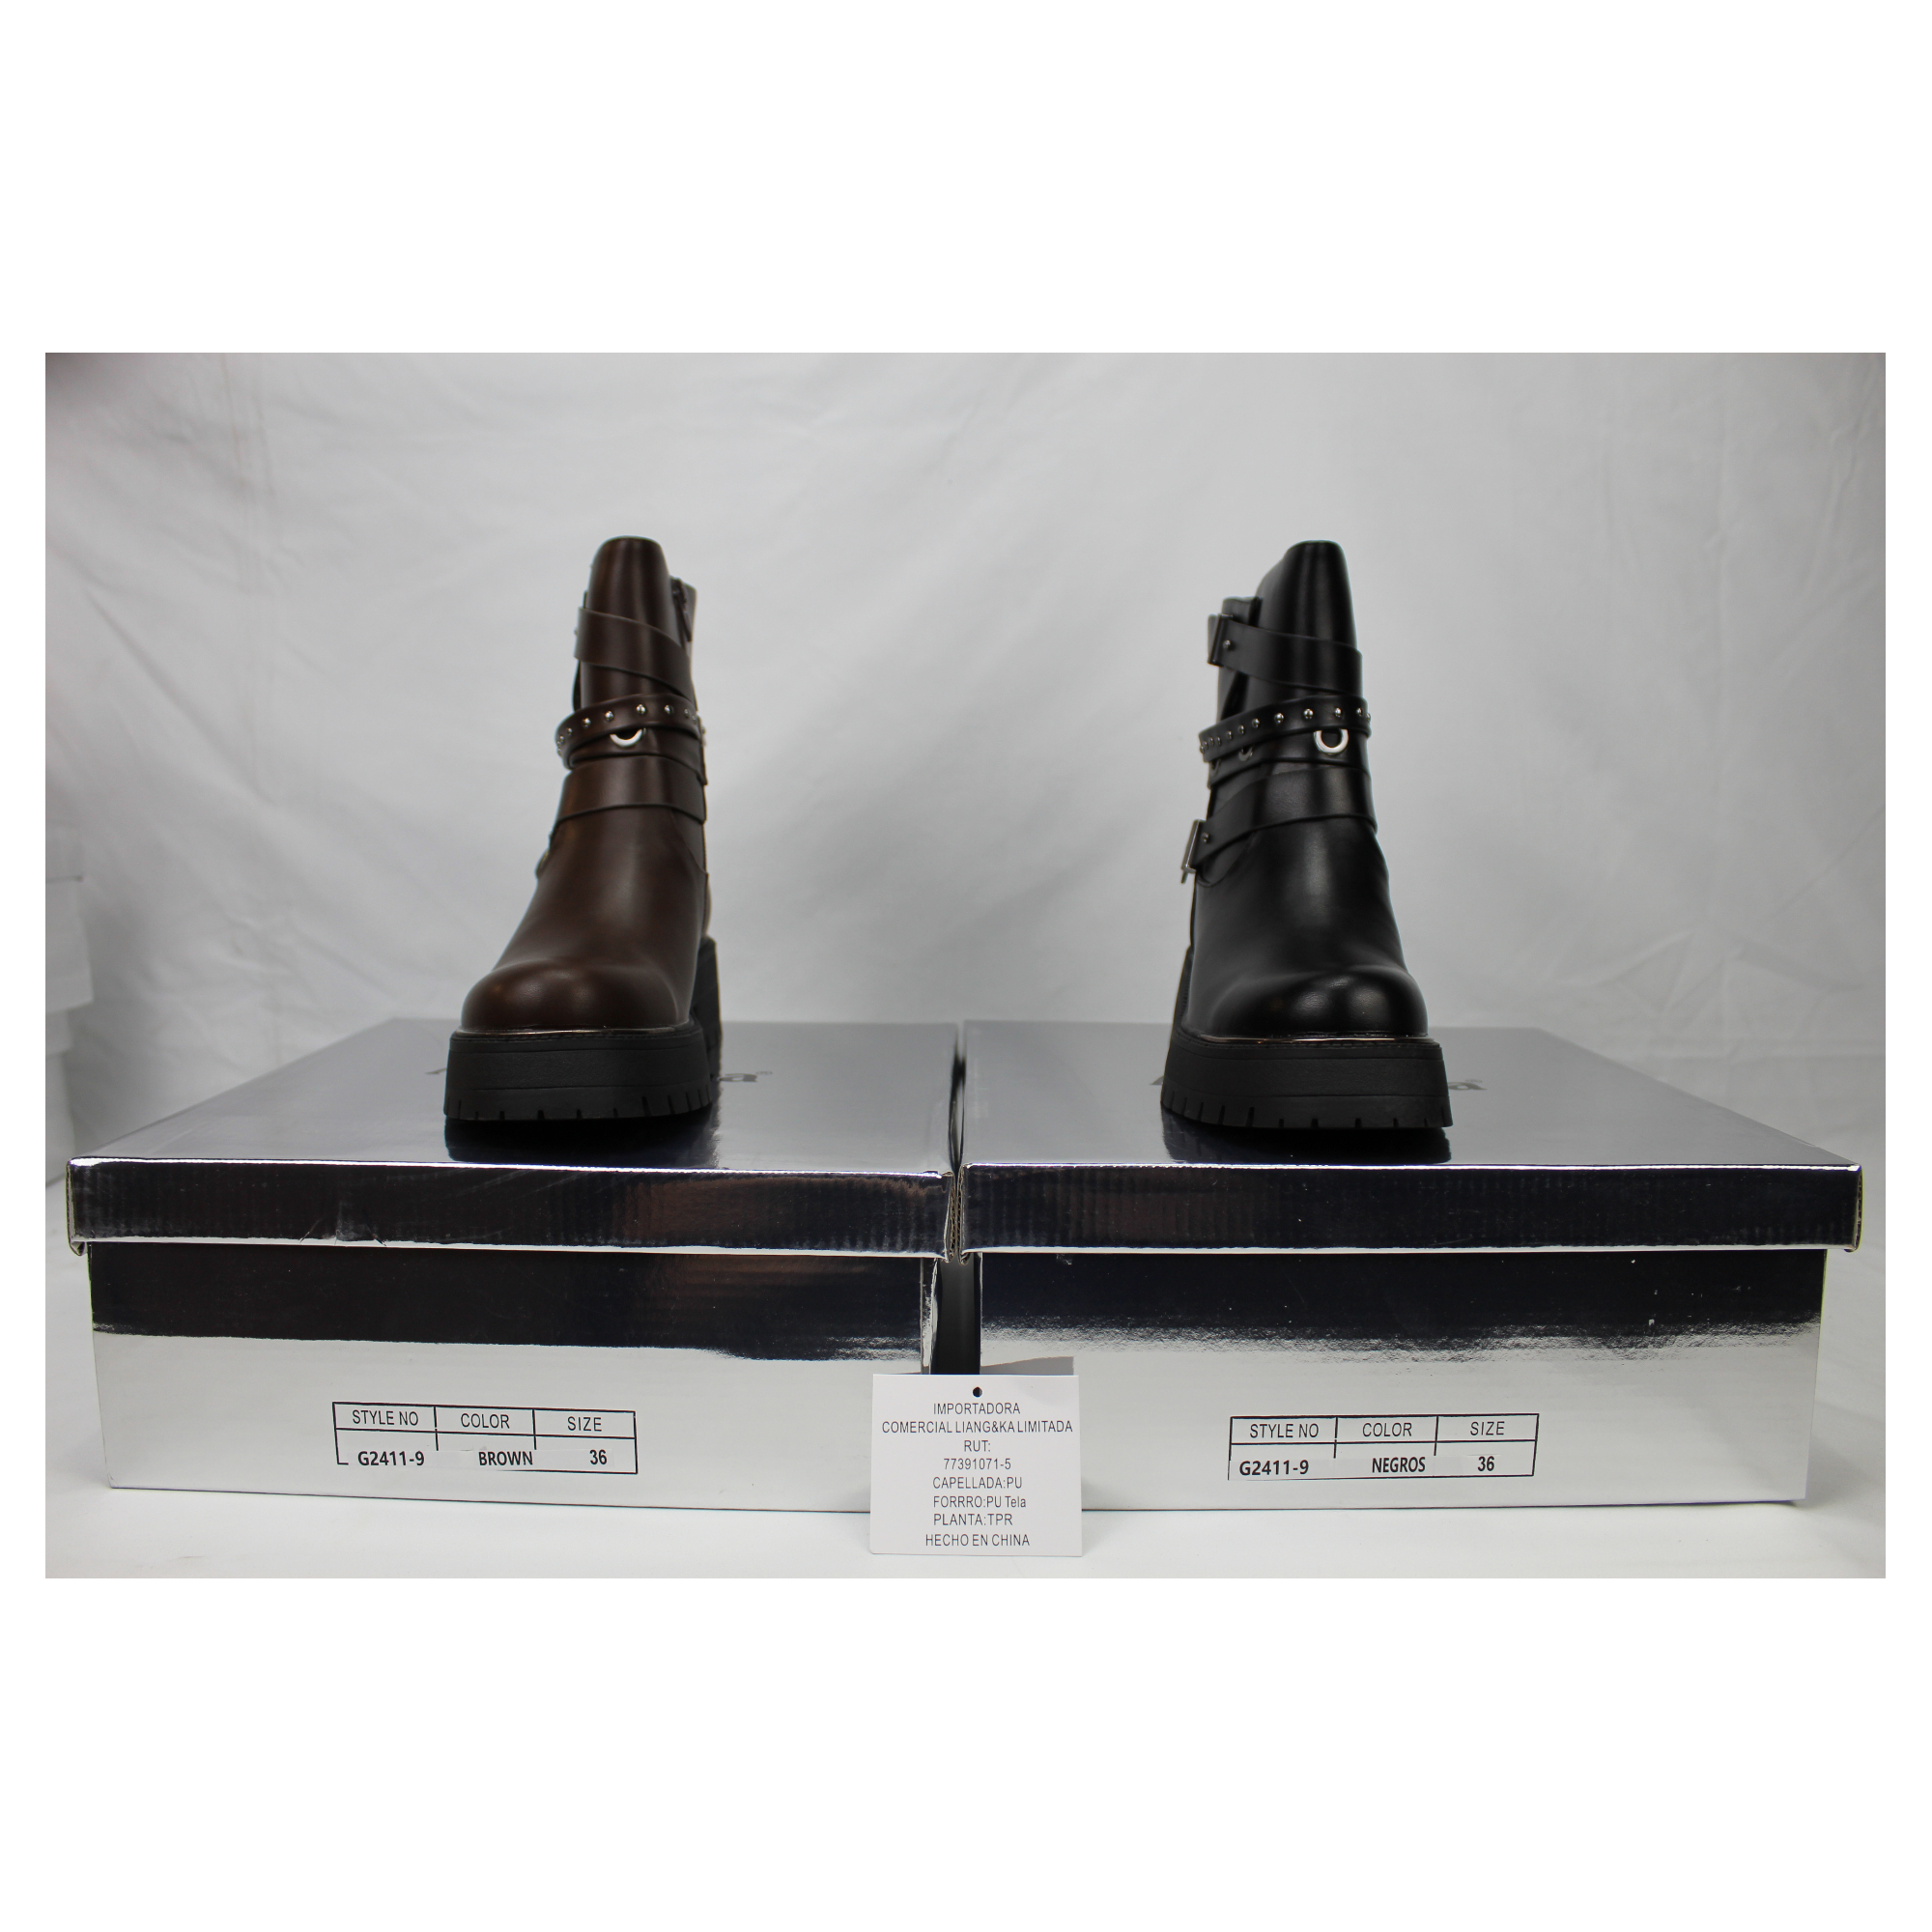 STYLE NO COLOR SIZE
G2411-9 BROWN 36
IMPORTADORA
COMERCIAL LIANG&KA LIMITADA
RUT:
77391071-5
CAPELLADA:PU
FORRRO:PU Tela
PLANTA:TPR
HECHO EN CHINA
STYLE NO COLOR SIZE
G2411-9 NEGROS 36